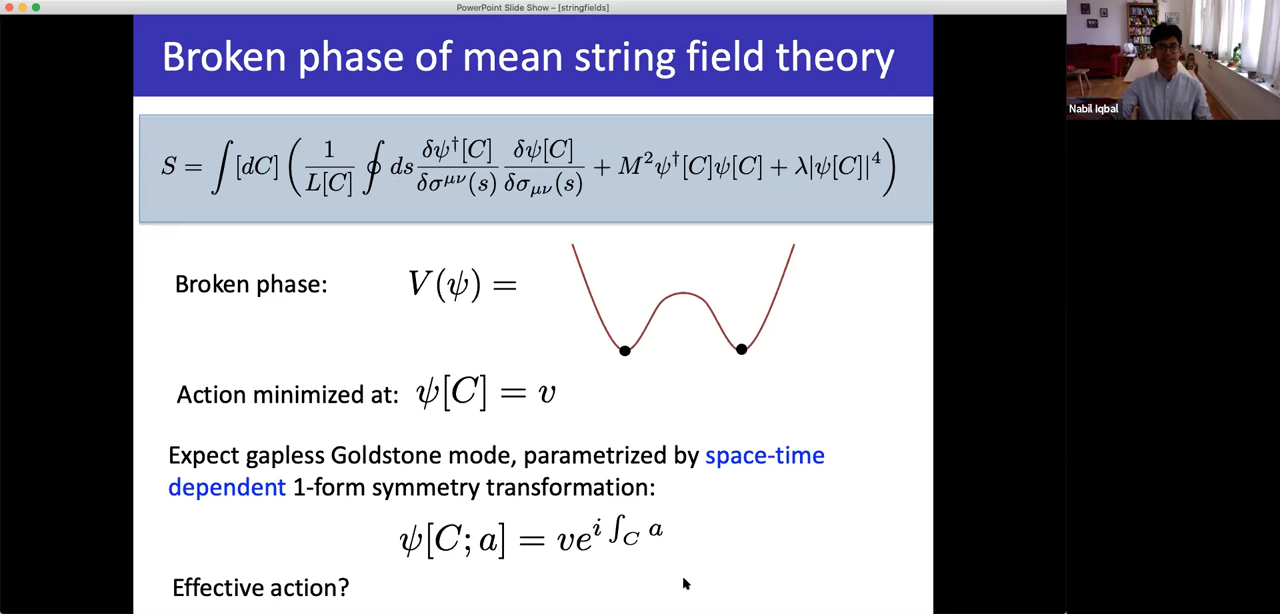 PowerPoint Slide Show – [stringfields]
Broken phase of mean string field theory
S = ∫[dC] ( 1/L[C] ∮ ds δψ†[C]/δσ^{μν}(s) δψ[C]/δσ_{μν}(s) + M²ψ†[C]ψ[C] + λ|ψ[C]|⁴ )
Nabil Iqbal
Broken phase: V(ψ) =
Action minimized at: ψ[C] = v
Expect gapless Goldstone mode, parametrized by space-time
dependent 1-form symmetry transformation:
ψ[C; a] = ve^{i ∫_C a}
Effective action?